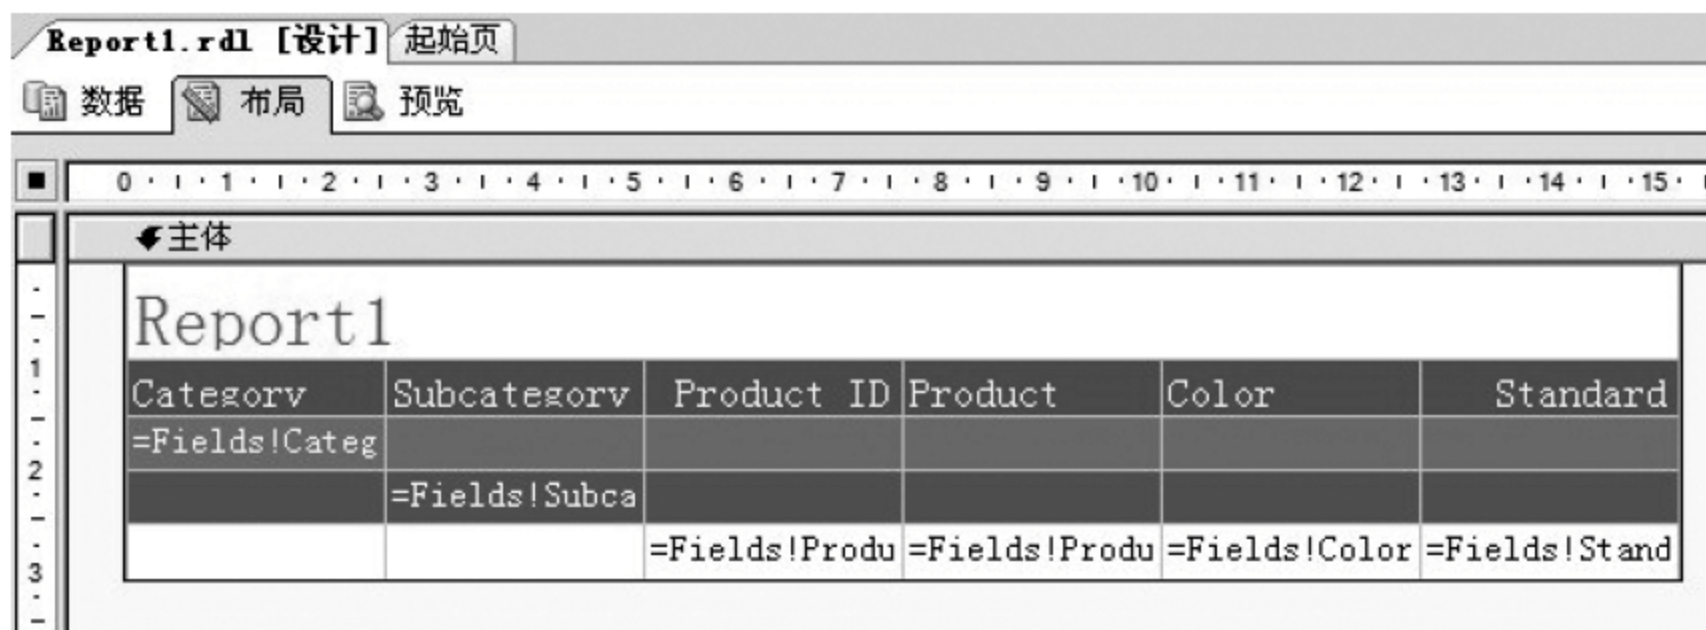 Report1.rdl [设计] 起始页
数据 布局 预览
0 1 2 3 4 5 6 7 8 9 10 11 12 13 14 15
主体
Report1
1
Category Subcategory Product ID Product Color Standard
=Fields!Categ
2
=Fields!Subca
=Fields!Produ =Fields!Produ =Fields!Color =Fields!Stand
3